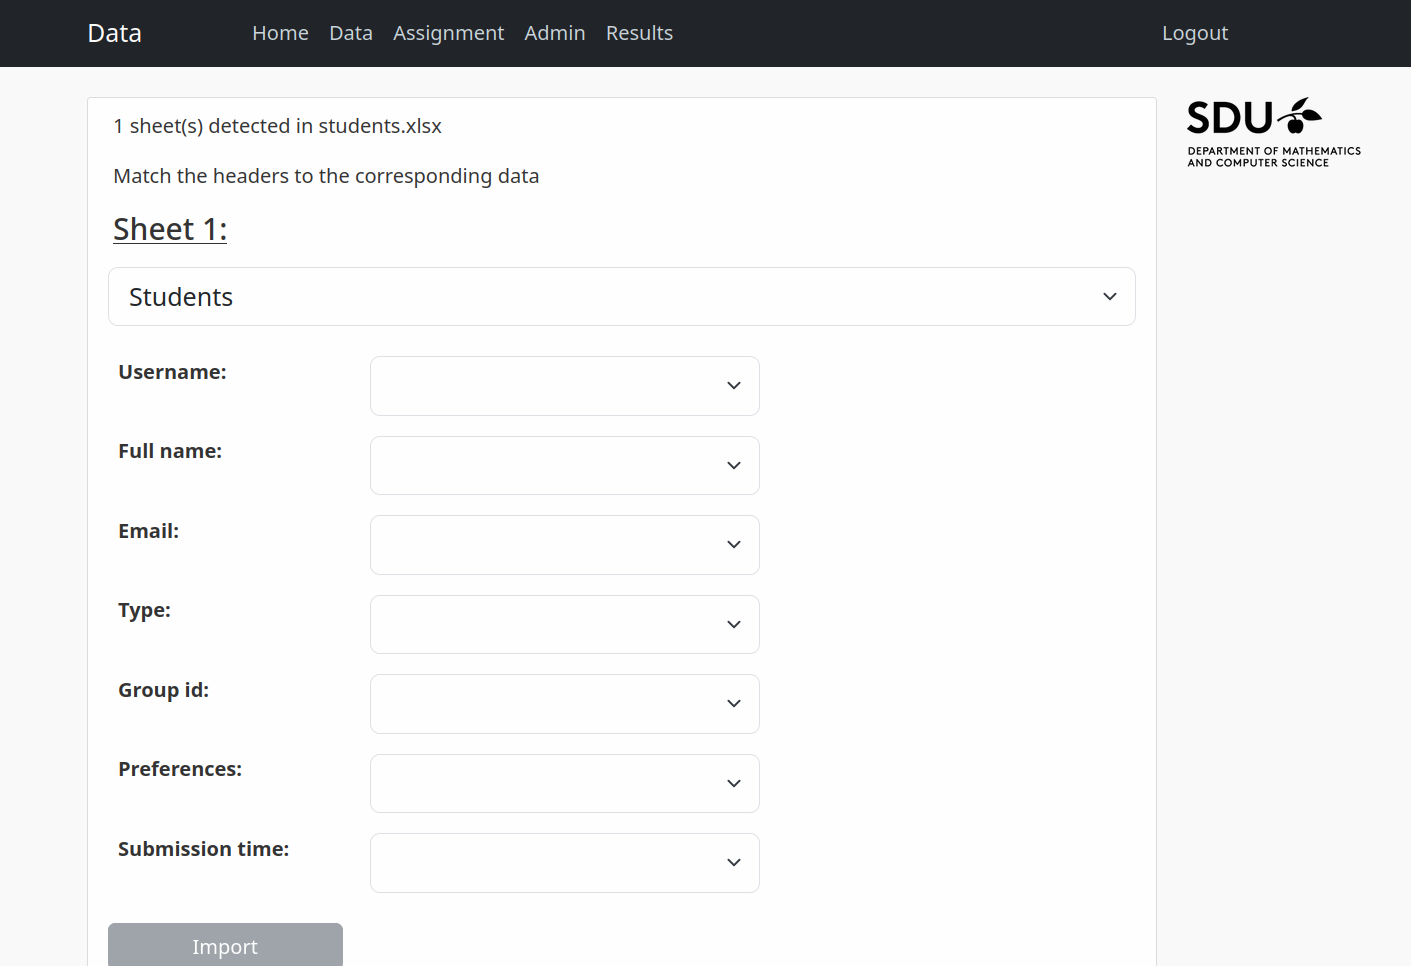 Data Home Data Assignment Admin Results Logout
1 sheet(s) detected in students.xlsx
Match the headers to the corresponding data
Sheet 1:
Students
Username:
Full name:
Email:
Type:
Group id:
Preferences:
Submission time:
Import
SDU
DEPARTMENT OF MATHEMATICS
AND COMPUTER SCIENCE